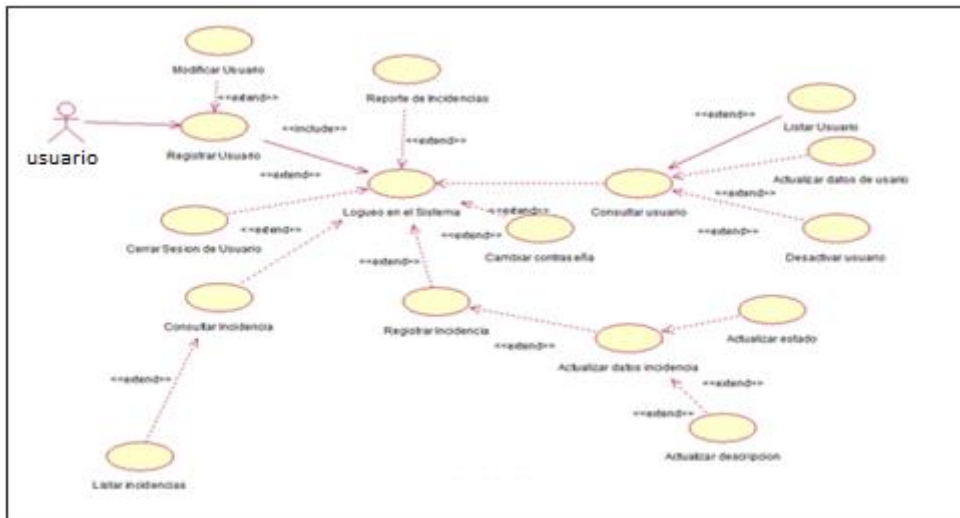 Modificar Usuario
<<extend>>
usuario
Registrar Usuario
<<include>>
Reporte de Incidencias
<<extend>>
<<extend>>
Listar Usuario
Actualizar datos de usario
<<extend>>
Logueo en el Sistema
Consultar usuario
<<extend>>
<<extend>>
Desactivar usuario
Cerrar Sesion de Usuario
<<extend>>
<<extend>>
<<extend>>
Cambiar contraseña
<<extend>>
Consultar Incidencia
Registrar Incidencia
<<extend>>
Actualizar estado
Actualizar datos incidencia
<<extend>>
<<extend>>
<<extend>>
Actualizar descripcion
Listar incidencias